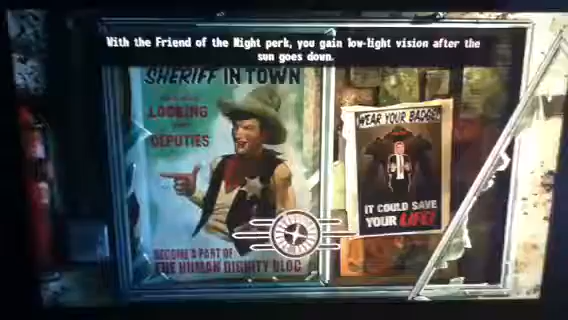 With the Friend of the Night perk, you gain low-light vision after the
sun goes down.
SHERIFF IN TOWN
LOOKING
DEPUTIES
BECOME A PART OF
THE HUMAN DIGNITY BLOC
WEAR YOUR BADGE
IT COULD SAVE
YOUR LIFE!